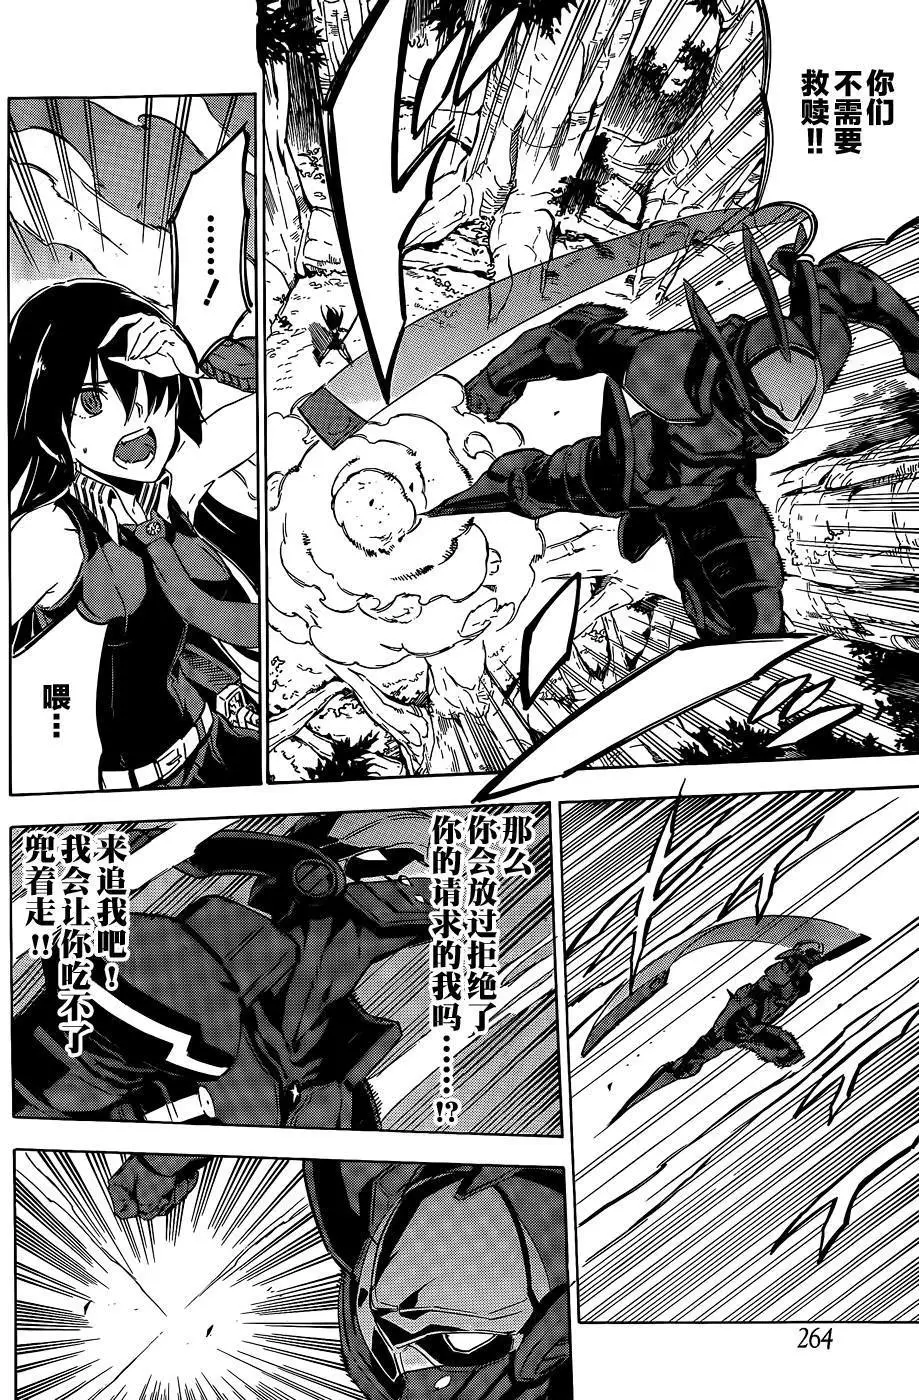 你们
不需要
救赎!!
……!
喂…
那么
你会放过拒绝了
你的请求的我吗……!?
来追我吧!
我会让你吃不了
兜着走!!
264